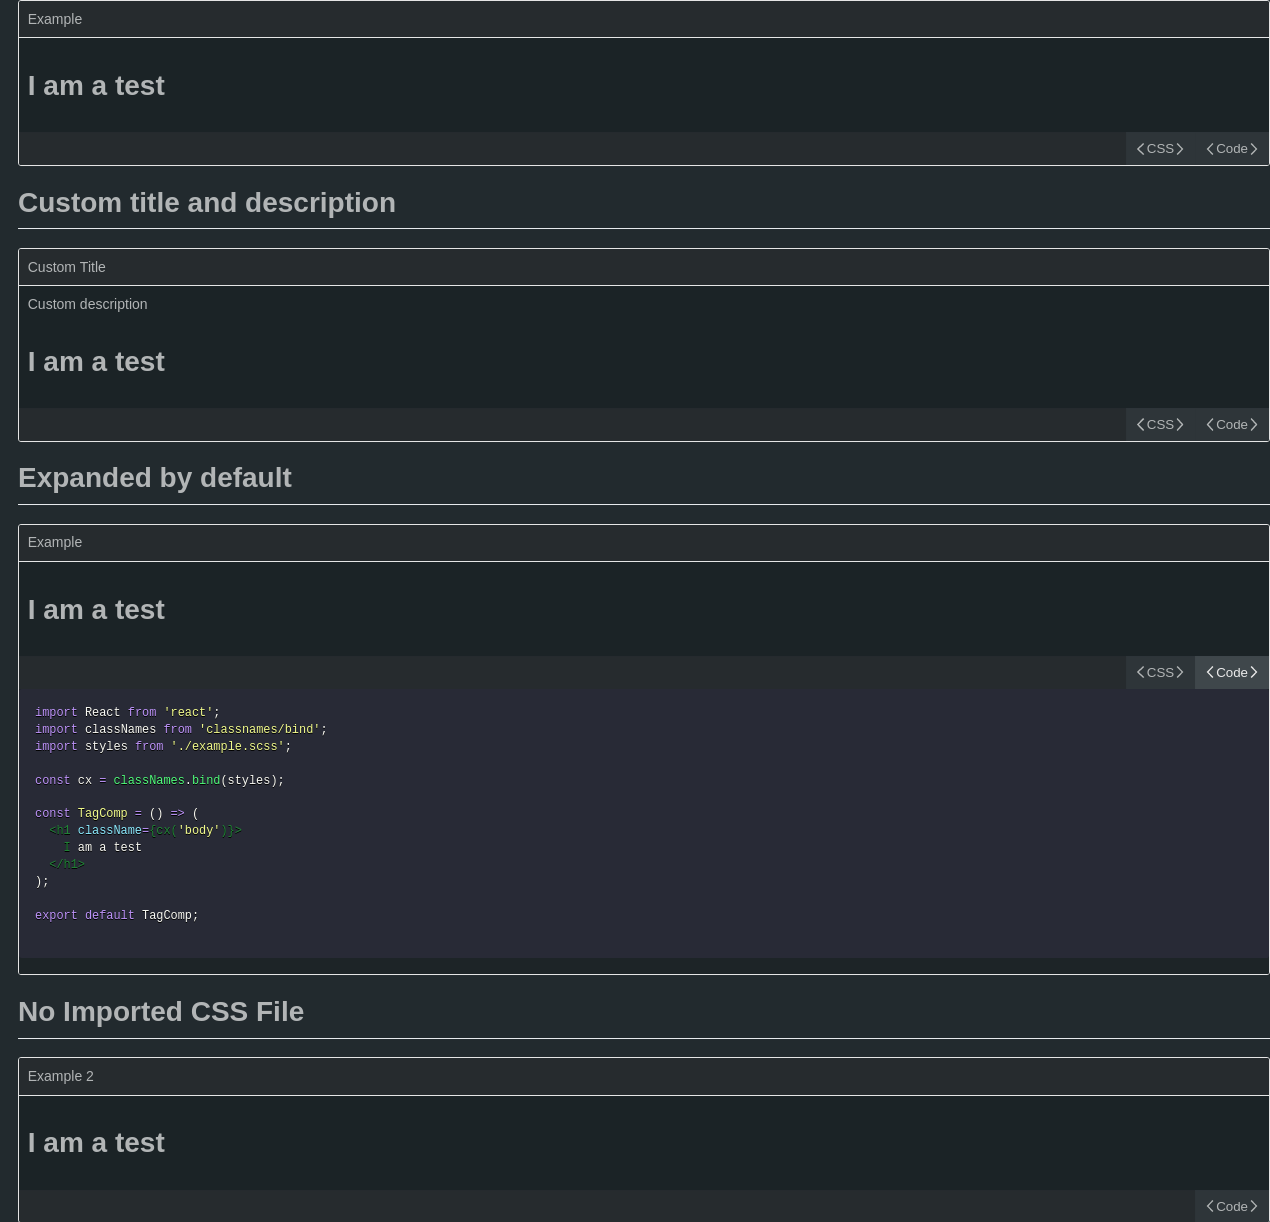 Example
I am a test
CSS Code
Custom title and description
Custom Title
Custom description
I am a test
CSS Code
Expanded by default
Example
I am a test
CSS Code
import React from 'react';
import classNames from 'classnames/bind';
import styles from './example.scss';
const cx = classNames.bind(styles);
const TagComp = () => (
  <h1 className={cx('body')}>
    I am a test
  </h1>
);
export default TagComp;
No Imported CSS File
Example 2
I am a test
Code